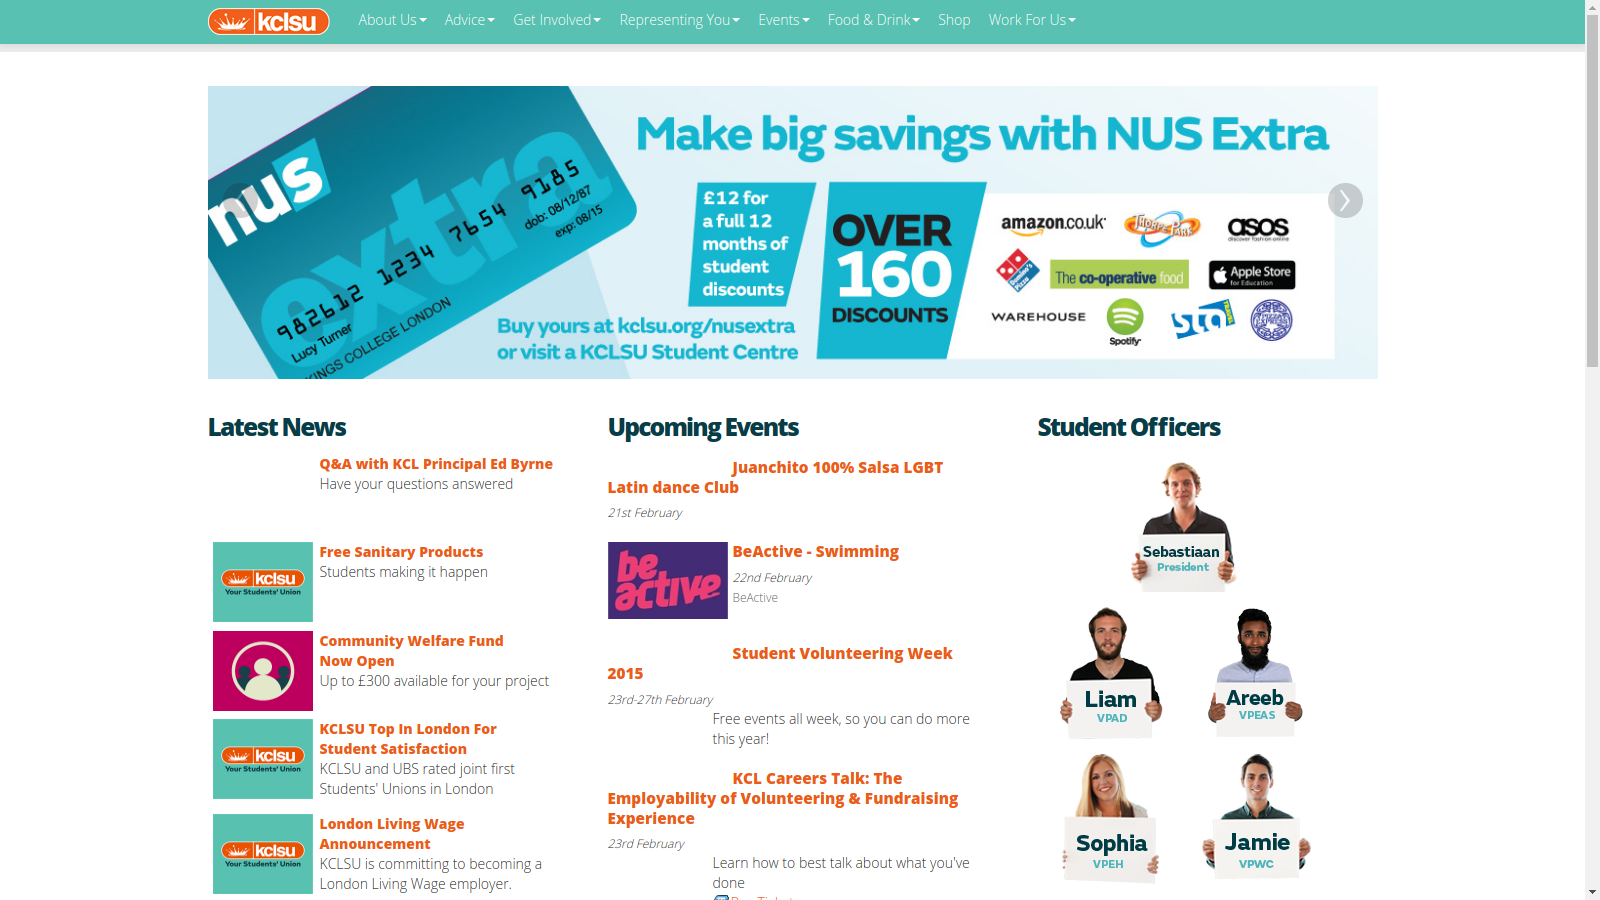 kclsu
About Us
Advice
Get Involved
Representing You
Events
Food & Drink
Shop
Work For Us
nus
extra
982612 1234 7654 9185
dob: 08/12/87
exp: 08/15
Lucy Turner
KINGS COLLEGE LONDON
Make big savings with NUS Extra
£12 for
a full 12
months of
student
discounts
OVER
160
DISCOUNTS
Buy yours at kclsu.org/nusextra
or visit a KCLSU Student Centre
amazon.co.uk
THORPE PARK
asos
discover fashion online
Domino's
Pizza
The co-operative food
Apple Store
for Education
WAREHOUSE
Spotify
sta
TRAVEL
Latest News
Q&A with KCL Principal Ed Byrne
Have your questions answered
kclsu
Your Students' Union
Free Sanitary Products
Students making it happen
Community Welfare Fund
Now Open
Up to £300 available for your project
kclsu
Your Students' Union
KCLSU Top In London For
Student Satisfaction
KCLSU and UBS rated joint first
Students' Unions in London
kclsu
Your Students' Union
London Living Wage
Announcement
KCLSU is committing to becoming a
London Living Wage employer.
Upcoming Events
Juanchito 100% Salsa LGBT
Latin dance Club
21st February
be
active
BeActive - Swimming
22nd February
BeActive
Student Volunteering Week
2015
23rd-27th February
Free events all week, so you can do more
this year!
KCL Careers Talk: The
Employability of Volunteering & Fundraising
Experience
23rd February
Learn how to best talk about what you've
done
Student Officers
Sebastiaan
President
Liam
VPAD
Areeb
VPEAS
Sophia
VPEH
Jamie
VPWC